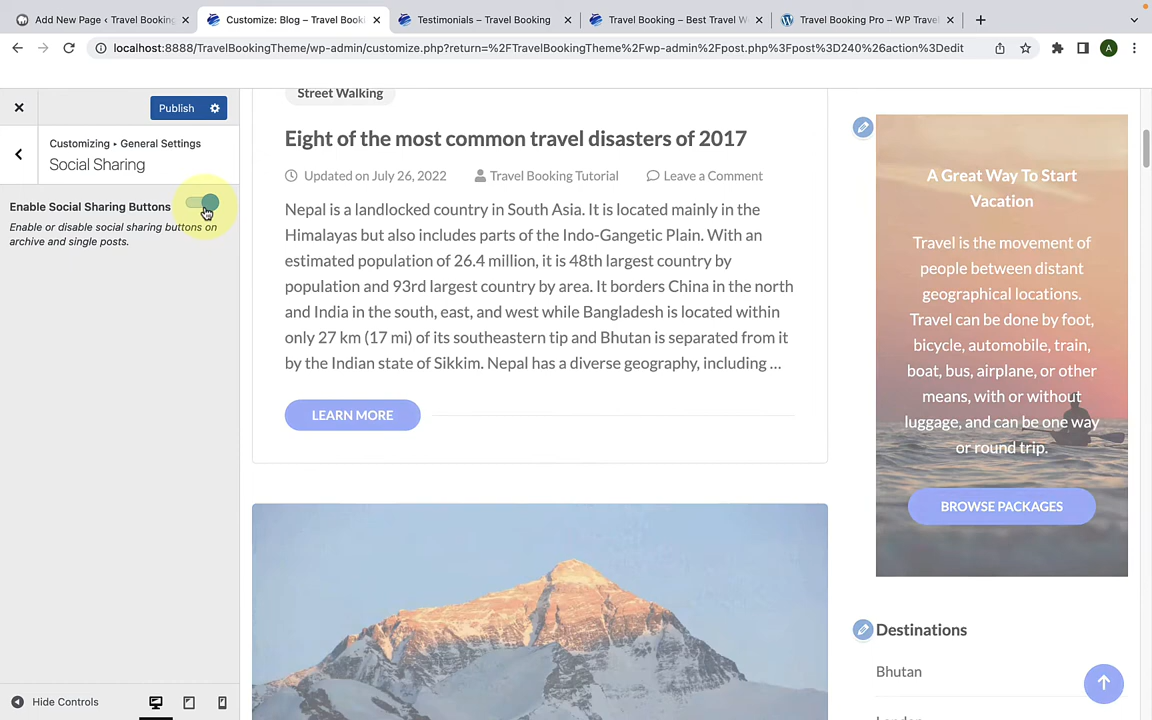 Add New Page ‹ Travel Booking
Customize: Blog – Travel Booki
Testimonials – Travel Booking
Travel Booking – Best Travel W
Travel Booking Pro – WP Travel
localhost:8888/TravelBookingTheme/wp-admin/customize.php?return=%2FTravelBookingTheme%2Fwp-admin%2Fpost.php%3Fpost%3D240%26action%3Dedit
A
Publish
Customizing ▸ General Settings
Social Sharing
Enable Social Sharing Buttons
Enable or disable social sharing buttons on
archive and single posts.
Hide Controls
Street Walking
Eight of the most common travel disasters of 2017
Updated on July 26, 2022
Travel Booking Tutorial
Leave a Comment
Nepal is a landlocked country in South Asia. It is located mainly in the
Himalayas but also includes parts of the Indo-Gangetic Plain. With an
estimated population of 26.4 million, it is 48th largest country by
population and 93rd largest country by area. It borders China in the north
and India in the south, east, and west while Bangladesh is located within
only 27 km (17 mi) of its southeastern tip and Bhutan is separated from it
by the Indian state of Sikkim. Nepal has a diverse geography, including ...
LEARN MORE
A Great Way To Start
Vacation
Travel is the movement of
people between distant
geographical locations.
Travel can be done by foot,
bicycle, automobile, train,
boat, bus, airplane, or other
means, with or without
luggage, and can be one way
or round trip.
BROWSE PACKAGES
Destinations
Bhutan
London